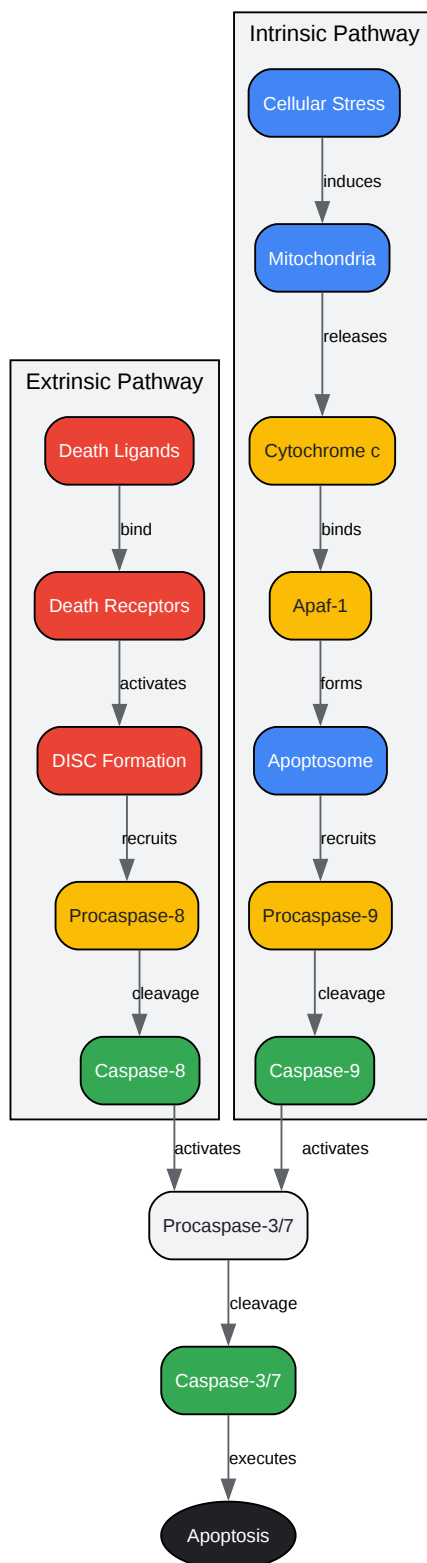 Intrinsic Pathway
Cellular Stress
induces
Mitochondria
releases
Cytochrome c
binds
Apaf-1
forms
Apoptosome
recruits
Procaspase-9
cleavage
Caspase-9
activates
Extrinsic Pathway
Death Ligands
bind
Death Receptors
activates
DISC Formation
recruits
Procaspase-8
cleavage
Caspase-8
activates
Procaspase-3/7
cleavage
Caspase-3/7
executes
Apoptosis